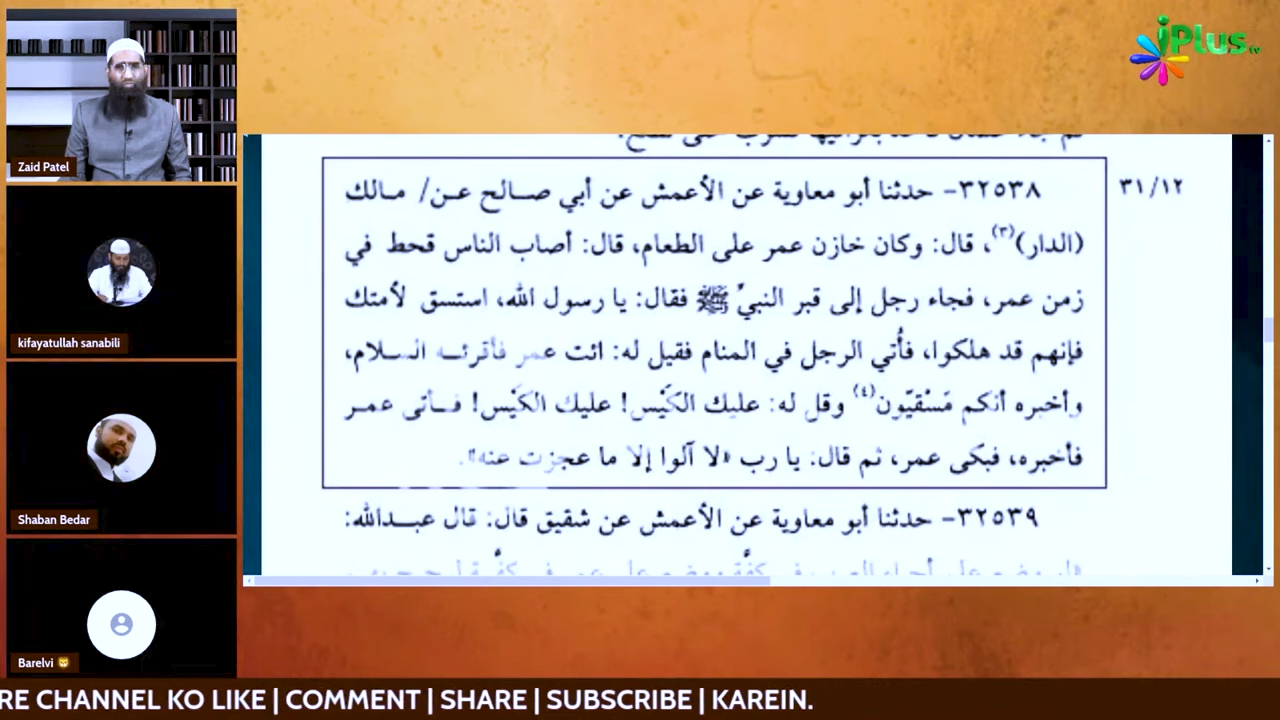 iPlus tv
Zaid Patel
kifayatullah sanabili
Shaban Bedar
Barelvi
٣١/١٢
٣٢٥٣٨- حدثنا أبو معاوية عن الأعمش عن أبي صالح عن/ مالك
(الدار)(٣)، قال: وكان خازن عمر على الطعام، قال: أصاب الناس قحط في
زمن عمر، فجاء رجل إلى قبر النبيِّ ﷺ فقال: يا رسول الله، استسق لأمتك
فإنهم قد هلكوا، فأُتي الرجل في المنام فقيل له: ائت عمر فأقرئه السلام،
وأخبره أنكم مَسْقيّون(٤) وقل له: عليك الكَيْس! عليك الكَيْس! فأتى عمر
فأخبره، فبكى عمر، ثم قال: يا رب «لا آلوا إلا ما عجزت عنه».
٣٢٥٣٩- حدثنا أبو معاوية عن الأعمش عن شقيق قال: قال عبدالله:
RE CHANNEL KO LIKE | COMMENT | SHARE | SUBSCRIBE | KAREIN.